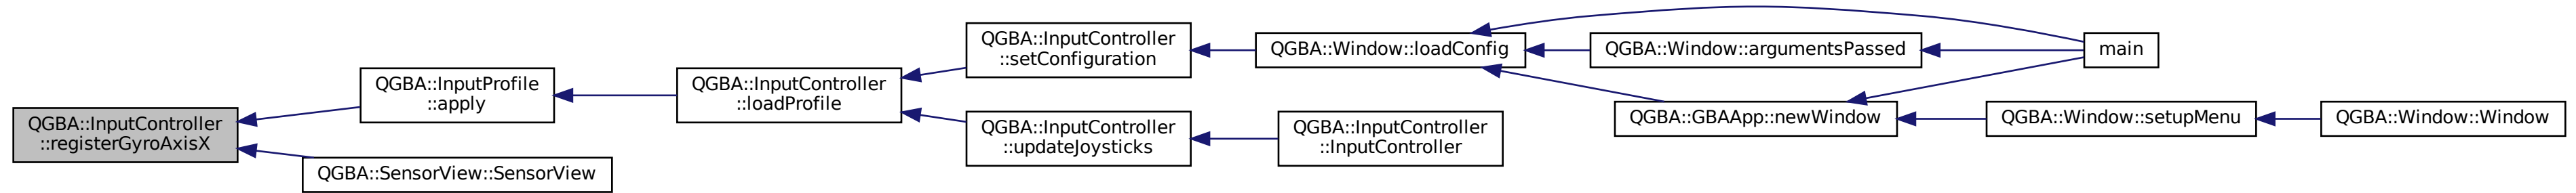 QGBA::InputController
::registerGyroAxisX
QGBA::InputProfile
::apply
QGBA::SensorView::SensorView
QGBA::InputController
::loadProfile
QGBA::InputController
::setConfiguration
QGBA::InputController
::updateJoysticks
QGBA::Window::loadConfig
QGBA::InputController
::InputController
QGBA::Window::argumentsPassed
QGBA::GBAApp::newWindow
main
QGBA::Window::setupMenu
QGBA::Window::Window